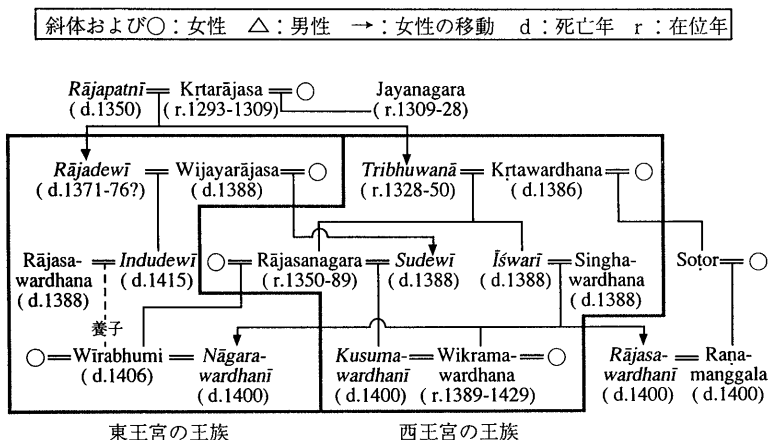 斜体および○：女性　△：男性　→：女性の移動　d：死亡年　r：在位年
Rājapatnī Kṛtarājasa ○ Jayanagara
(d.1350) (r.1293-1309) (r.1309-28)
Rājadewī Wijayarājasa ○ Tribhuwanā Kṛtawardhana ○
(d.1371-76?) (d.1388) (r.1328-50) (d.1386)
Rājasa- Indudewī ○ Rājasanagara Sudewī Īśwarī Singha- Soṭor ○
wardhana (d.1415) (r.1350-89) (d.1388) (d.1388) wardhana
(d.1388) (d.1388)
養子
○ Wīrabhumi Nāgara- Kusuma- Wikrama- ○ Rājasa- Raṇa-
(d.1406) wardhanī wardhanī wardhana wardhanī manggala
(d.1400) (d.1400) (r.1389-1429) (d.1400) (d.1400)
東王宮の王族 西王宮の王族